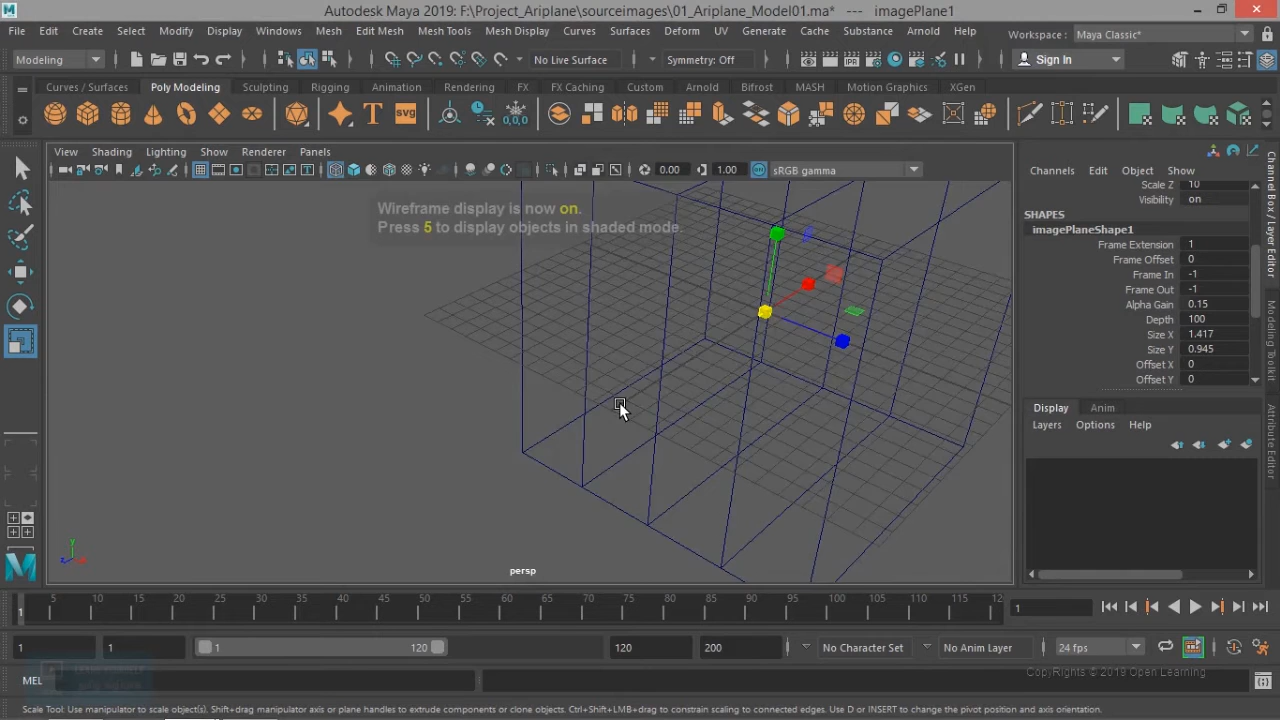 Autodesk Maya 2019: F:\Project_Ariplane\sourceimages\01_Ariplane_Model01.ma* --- imagePlane1
File Edit Create Select Modify Display Windows Mesh Edit Mesh Mesh Tools Mesh Display Curves Surfaces Deform UV Generate Cache Substance Arnold Help Workspace : Maya Classic*
Modeling No Live Surface Symmetry: Off Sign In
Curves / Surfaces Poly Modeling Sculpting Rigging Animation Rendering FX FX Caching Custom Arnold Bifrost MASH Motion Graphics XGen
SVG 0,0,0
View Shading Lighting Show Renderer Panels
0.00 1.00 sRGB gamma
Wireframe display is now on.
Press 5 to display objects in shaded mode.
persp
Channels Edit Object Show
Scale Z 10
Visibility on
SHAPES
imagePlaneShape1
Frame Extension 1
Frame Offset 0
Frame In -1
Frame Out -1
Alpha Gain 0.15
Depth 100
Size X 1.417
Size Y 0.945
Offset X 0
Offset Y 0
Display Anim
Layers Options Help
Channel Box / Layer Editor
Modeling Toolkit
Attribute Editor
1 5 10 15 20 25 30 35 40 45 50 55 60 65 70 75 80 85 90 95 100 105 110 115 12 1
1 1 1 120 120 200 No Character Set No Anim Layer 24 fps
CopyRights © 2019 Open Learning
MEL
Scale Tool: Use manipulator to scale object(s). Shift+drag manipulator axis or plane handles to extrude components or clone objects. Ctrl+Shift+LMB+drag to constrain scaling to connected edges. Use D or INSERT to change the pivot position and axis orientation.